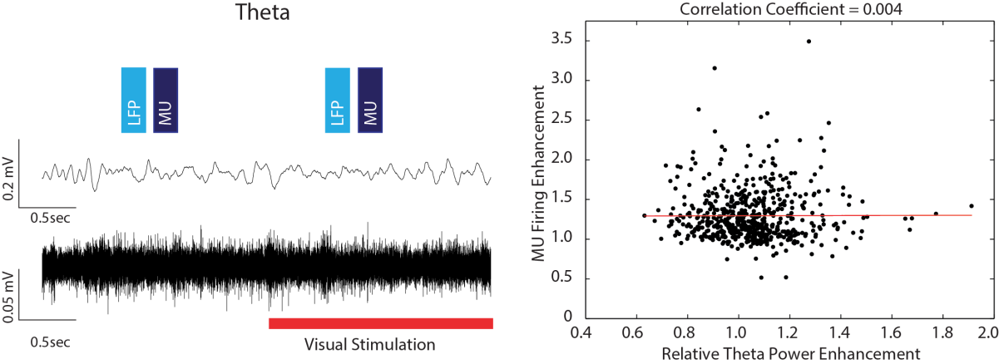 Theta
LFP
MU
LFP
MU
0.2 mV
0.5sec
0.05 mV
0.5sec
Visual Stimulation
Correlation Coefficient = 0.004
MU Firing Enhancement
3.5
3.0
2.5
2.0
1.5
1.0
0.5
0
0.4 0.6 0.8 1.0 1.2 1.4 1.6 1.8 2.0
Relative Theta Power Enhancement